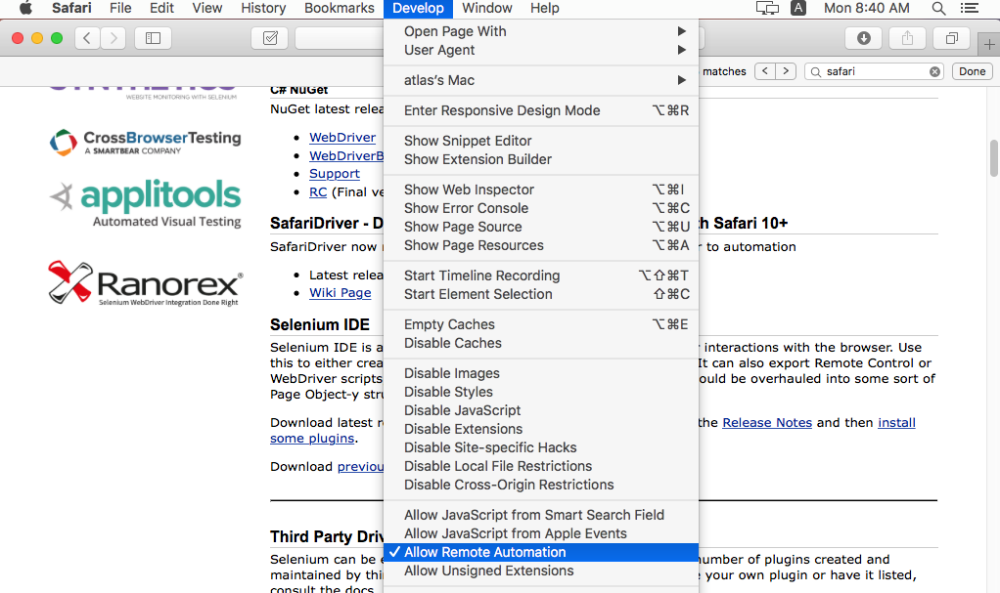 Safari File Edit View History Bookmarks Develop Window Help A Mon 8:40 AM
matches safari Done
Open Page With
User Agent
atlas's Mac
Enter Responsive Design Mode ⌥⌘R
Show Snippet Editor
Show Extension Builder
Show Web Inspector ⌥⌘I
Show Error Console ⌥⌘C
Show Page Source ⌥⌘U
Show Page Resources ⌥⌘A
Start Timeline Recording ⌥⇧⌘T
Start Element Selection ⇧⌘C
Empty Caches ⌥⌘E
Disable Caches
Disable Images
Disable Styles
Disable JavaScript
Disable Extensions
Disable Site-specific Hacks
Disable Local File Restrictions
Disable Cross-Origin Restrictions
Allow JavaScript from Smart Search Field
Allow JavaScript from Apple Events
✓ Allow Remote Automation
Allow Unsigned Extensions
WEBSITE MONITORING WITH SELENIUM
CrossBrowserTesting
A SMARTBEAR COMPANY
applitools
Automated Visual Testing
Ranorex®
Selenium WebDriver Integration Done Right
C# NuGet
NuGet latest relea
• WebDriver
• WebDriverB
• Support
• RC (Final ve
SafariDriver - D h Safari 10+
SafariDriver now r to automation
• Latest relea
• Wiki Page
Selenium IDE
Selenium IDE is a interactions with the browser. Use
this to either crea It can also export Remote Control or
WebDriver scripts ould be overhauled into some sort of
Page Object-y stru
Download latest r the Release Notes and then install
some plugins.
Download previou
Third Party Driv
Selenium can be e number of plugins created and
maintained by thi your own plugin or have it listed,
consult the docs